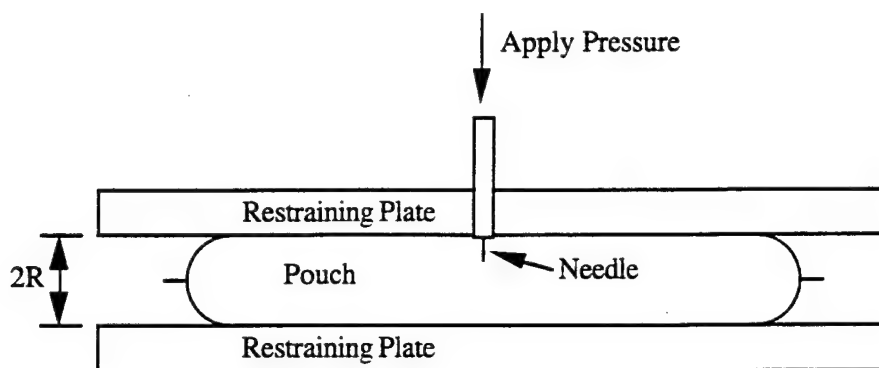 Apply Pressure
Restraining Plate
2R
Pouch
Needle
Restraining Plate